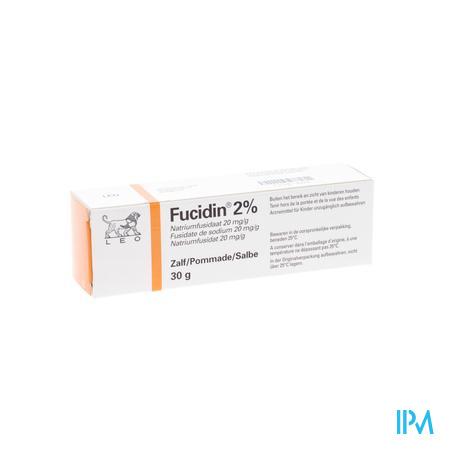 LEO
LEO
Fucidin® 2%
Natriumfusidaat 20 mg/g
Fusidate de sodium 20 mg/g
Natriumfusidat 20 mg/g
Zalf/Pommade/Salbe
30 g
Buiten het bereik en zicht van kinderen houden
Tenir hors de la portée et de la vue des enfants
Arzneimittel für Kinder unzugänglich aufbewahren
Bewaren in de oorspronkelijke verpakking,
beneden 25°C
A conserver dans l'emballage d'origine, à une
température ne dépassant pas 25°C
In der Originalverpackung aufbewahren, nicht
über 25°C lagern
IPM